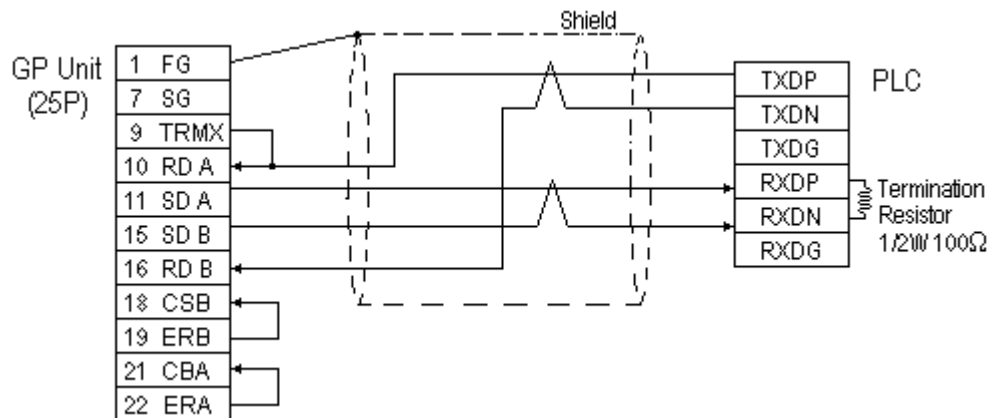 Shield
GP Unit
(25P)
1 FG
7 SG
9 TRMX
10 RD A
11 SD A
15 SD B
16 RD B
18 CSB
19 ERB
21 CBA
22 ERA
PLC
TXDP
TXDN
TXDG
RXDP
RXDN
RXDG
Termination
Resistor
1/2W 100Ω